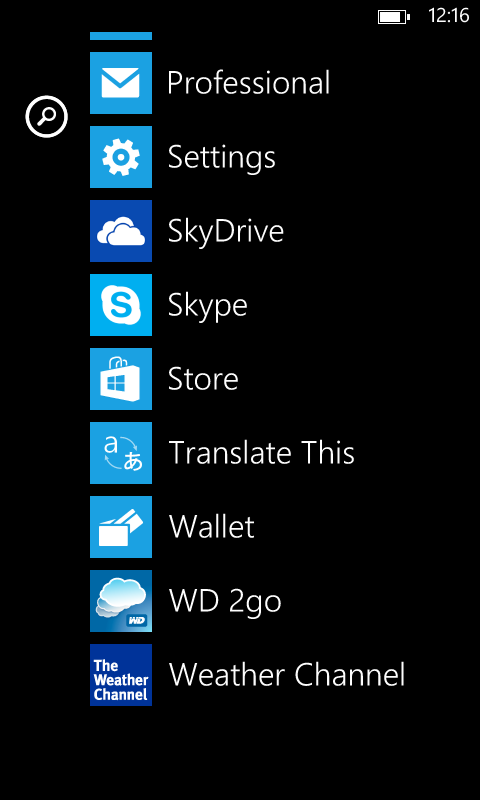 12:16
Professional
Settings
SkyDrive
S Skype
Store
a あ Translate This
Wallet
WD 2go
WD
The
Weather
Channel
Weather Channel